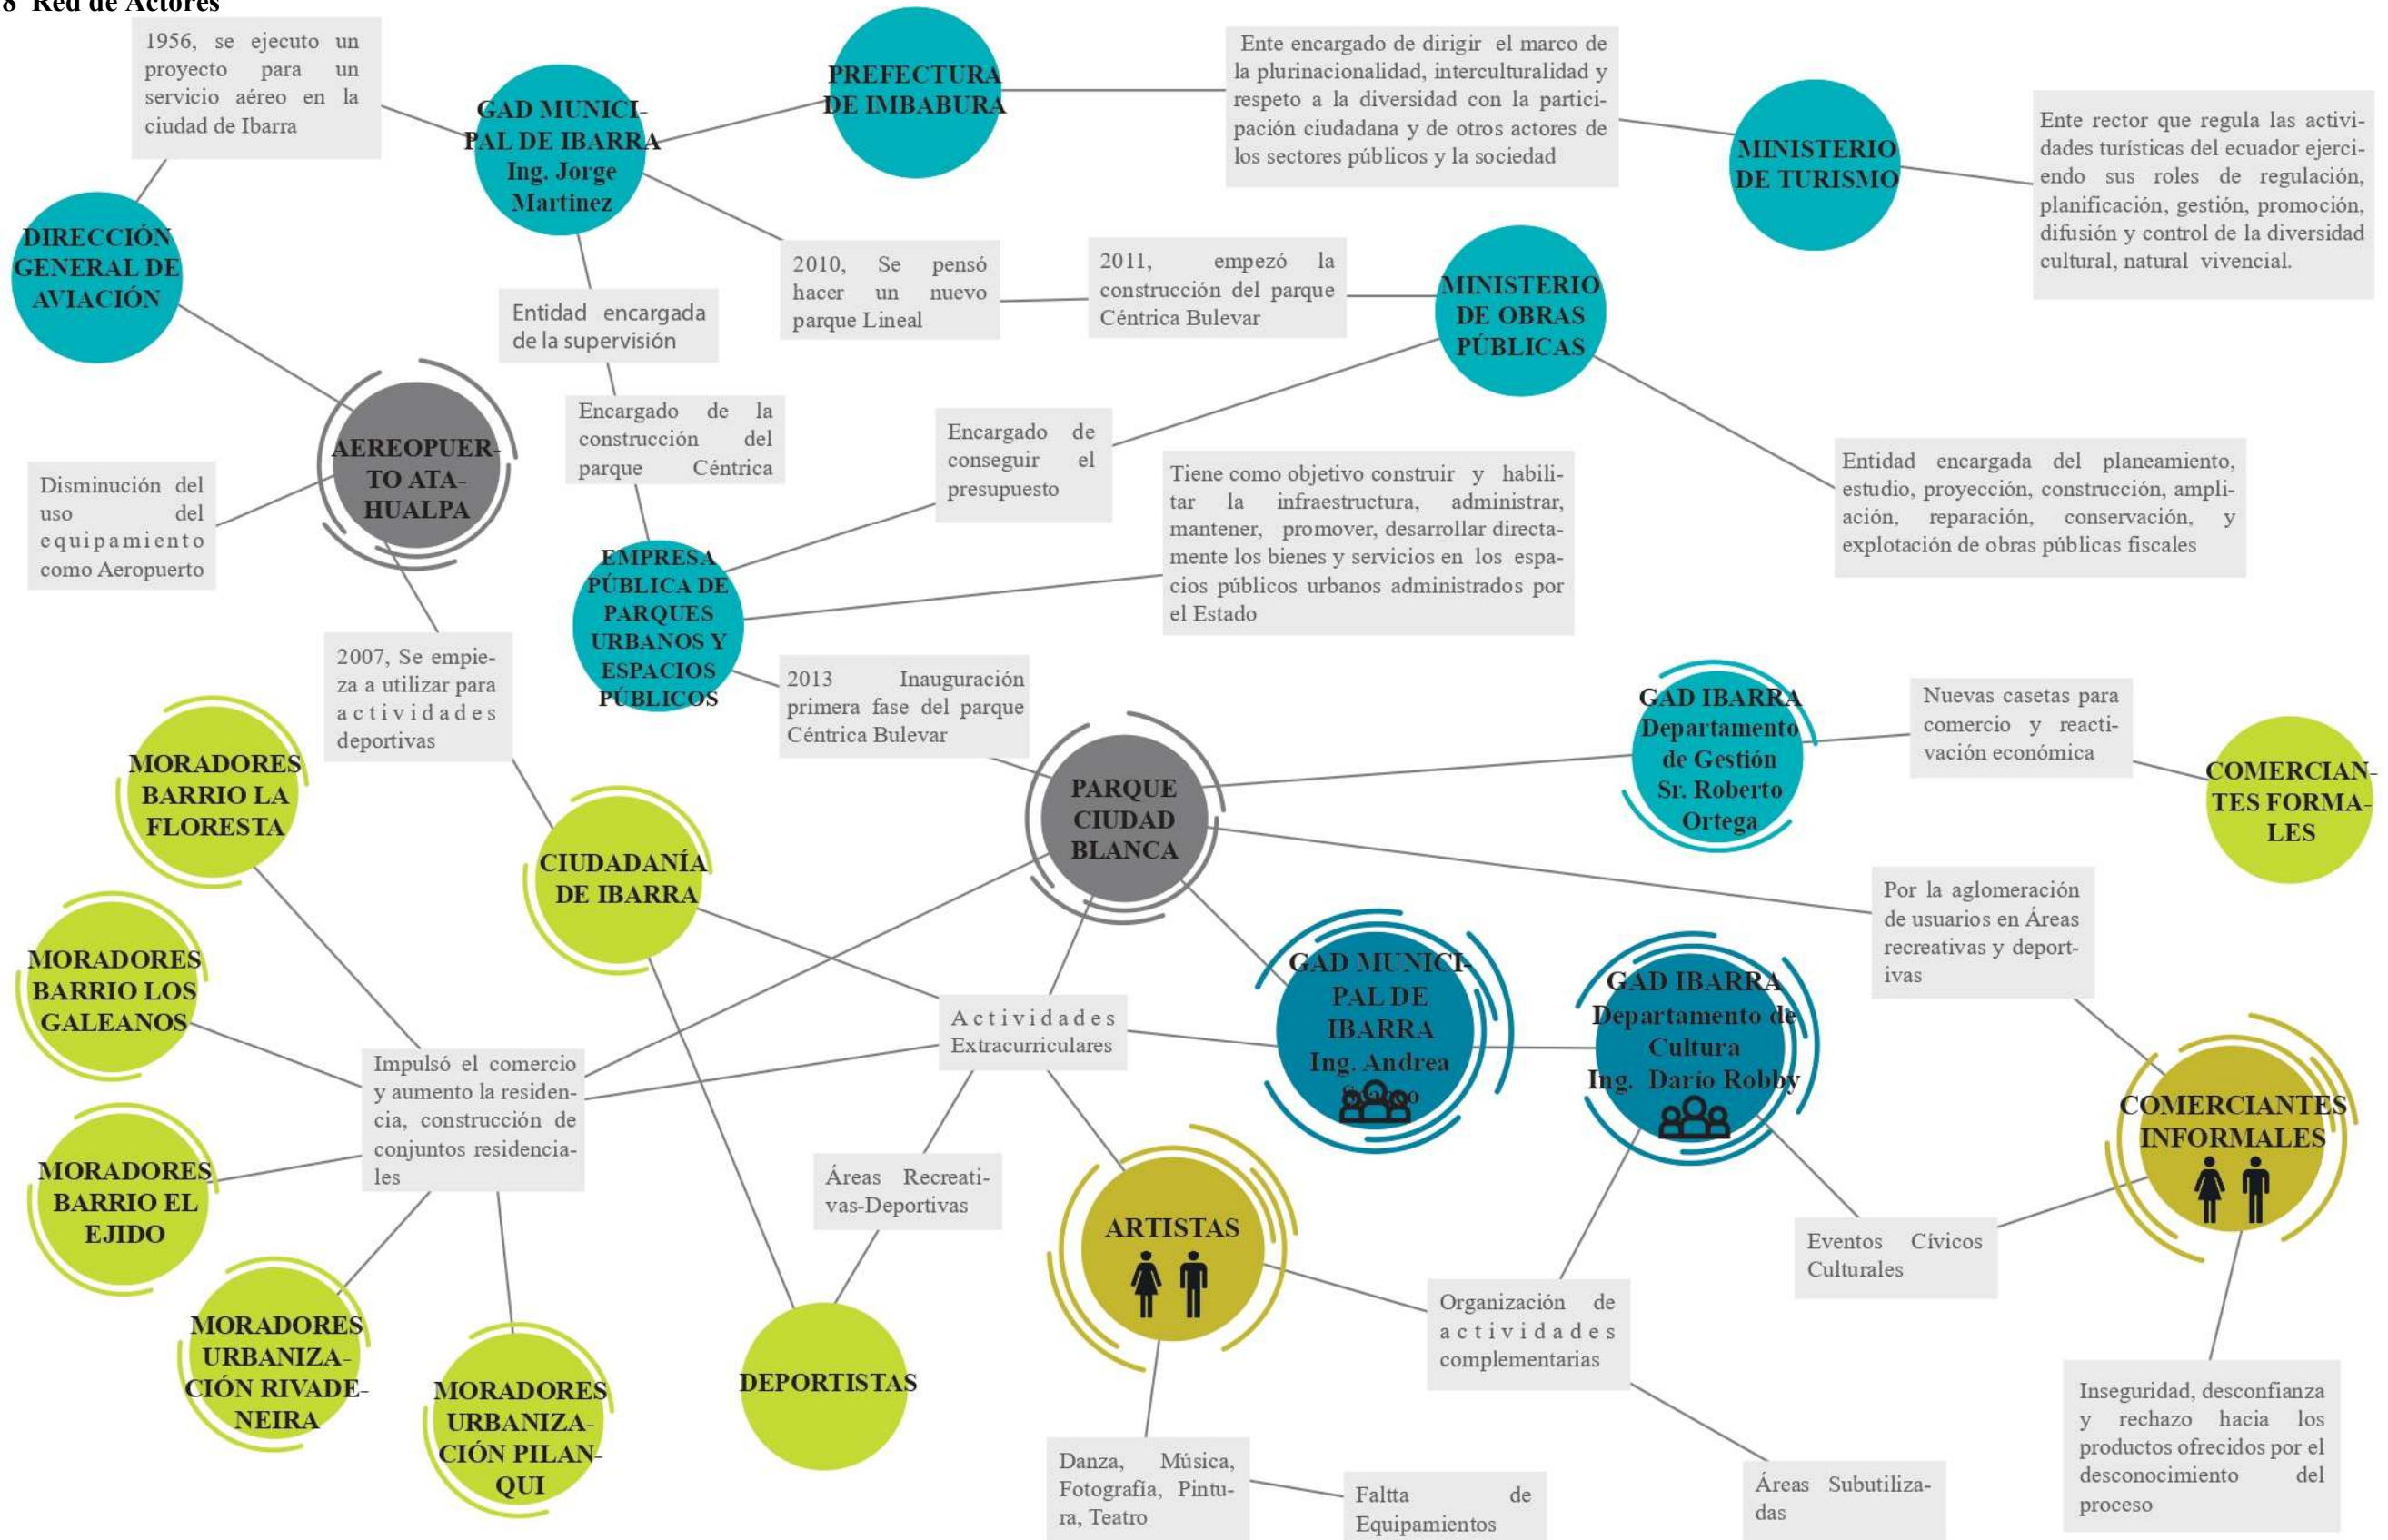 8 Red de Actores
1956, se ejecuto un
proyecto para un
servicio aéreo en la
ciudad de Ibarra
GAD MUNICI-
PAL DE IBARRA
Ing. Jorge
Martinez
PREFECTURA
DE IMBABURA
Ente encargado de dirigir el marco de
la plurinacionalidad, interculturalidad y
respeto a la diversidad con la partici-
pación ciudadana y de otros actores de
los sectores públicos y la sociedad
MINISTERIO
DE TURISMO
Ente rector que regula las activi-
dades turísticas del ecuador ejerci-
endo sus roles de regulación,
planificación, gestión, promoción,
difusión y control de la diversidad
cultural, natural vivencial.
DIRECCIÓN
GENERAL DE
AVIACIÓN
Entidad encargada
de la supervisión
2010, Se pensó
hacer un nuevo
parque Lineal
2011, empezó la
construcción del parque
Céntrica Bulevar
MINISTERIO
DE OBRAS
PÚBLICAS
AEREOPUER-
TO ATA-
HUALPA
Encargado de la
construcción del
parque Céntrica
Encargado de
conseguir el
presupuesto
Disminución del
uso del
equipamiento
como Aeropuerto
Tiene como objetivo construir y habili-
tar la infraestructura, administrar,
mantener, promover, desarrollar directa-
mente los bienes y servicios en los espa-
cios públicos urbanos administrados por
el Estado
Entidad encargada del planeamiento,
estudio, proyección, construcción, ampli-
ación, reparación, conservación, y
explotación de obras públicas fiscales
EMPRESA
PÚBLICA DE
PARQUES
URBANOS Y
ESPACIOS
PÚBLICOS
2007, Se empie-
za a utilizar para
actividades
deportivas
2013 Inauguración
primera fase del parque
Céntrica Bulevar
GAD IBARRA
Departamento
de Gestión
Sr. Roberto
Ortega
Nuevas casetas para
comercio y reacti-
vación económica
COMERCIAN-
TES FORMA-
LES
MORADORES
BARRIO LA
FLORESTA
CIUDADANÍA
DE IBARRA
PARQUE
CIUDAD
BLANCA
Por la aglomeración
de usuarios en Áreas
recreativas y deport-
ivas
MORADORES
BARRIO LOS
GALEANOS
Actividades
Extracurriculares
GAD MUNICI-
PAL DE
IBARRA
Ing. Andrea
GAD IBARRA
Departamento de
Cultura
Ing. Darío Robby
Impulsó el comercio
y aumento la residen-
cia, construcción de
conjuntos residencia-
les
COMERCIANTES
INFORMALES
MORADORES
BARRIO EL
EJIDO
Áreas Recreati-
vas-Deportivas
ARTISTAS
Eventos Cívicos
Culturales
Organización de
actividades
complementarias
MORADORES
URBANIZA-
CIÓN RIVADE-
NEIRA
MORADORES
URBANIZA-
CIÓN PILAN-
QUI
DEPORTISTAS
Inseguridad, desconfianza
y rechazo hacia los
productos ofrecidos por el
desconocimiento del
proceso
Danza, Música,
Fotografía, Pintu-
ra, Teatro
Faltta de
Equipamientos
Áreas Subutiliza-
das